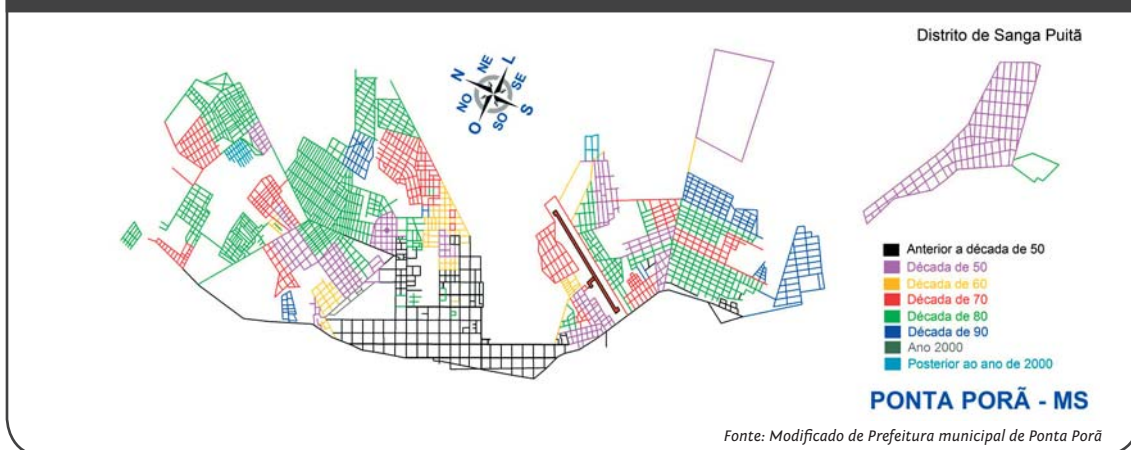 Distrito de Sanga Puitã
N
NE
L
NO
SE
O
SO
S
Anterior a década de 50
Década de 50
Década de 60
Década de 70
Década de 80
Década de 90
Ano 2000
Posterior ao ano de 2000
PONTA PORÃ - MS
Fonte: Modificado de Prefeitura municipal de Ponta Porã